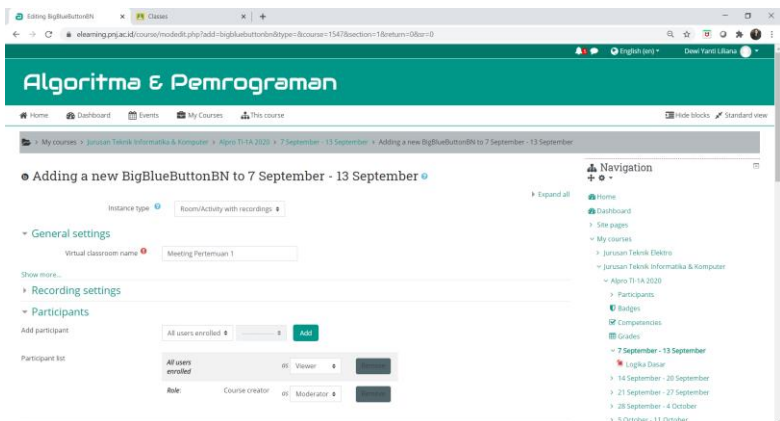 Editing BigBlueButtonBN
Classes
elearning.pnj.ac.id/course/modedit.php?add=bigbluebuttonbn&type=&course=1547&section=1&return=0&sr=0
English (en)
Dewi Yanti Liliana
Algoritma & Pemrograman
Home Dashboard Events My Courses This course
Hide blocks Standard view
My courses Jurusan Teknik Informatika & Komputer Alpro TI-1A 2020 7 September - 13 September Adding a new BigBlueButtonBN to 7 September - 13 September
Adding a new BigBlueButtonBN to 7 September - 13 September
Expand all
Instance type Room/Activity with recordings
General settings
Virtual classroom name Meeting Pertemuan 1
Show more...
Recording settings
Participants
Add participant All users enrolled Add
Participant list
All users enrolled as Viewer
Role: Course creator as Moderator
Navigation
Home
Dashboard
Site pages
My courses
Jurusan Teknik Elektro
Jurusan Teknik Informatika & Komputer
Alpro TI-1A 2020
Participants
Badges
Competencies
Grades
7 September - 13 September
Logika Dasar
14 September - 20 September
21 September - 27 September
28 September - 4 October
5 October - 11 October